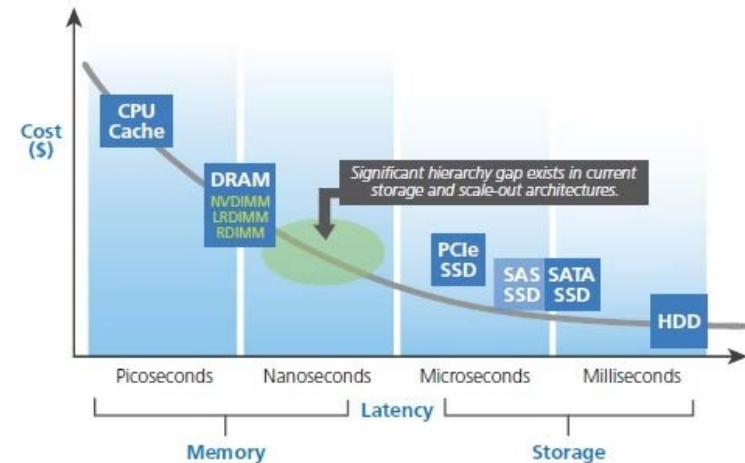 Cost
($)
CPU
Cache
DRAM
NVDIMM
LRDIMM
RDIMM
Significant hierarchy gap exists in current
storage and scale-out architectures.
PCIe
SSD
SAS
SSD
SATA
SSD
HDD
Picoseconds
Nanoseconds
Microseconds
Milliseconds
Latency
Memory
Storage